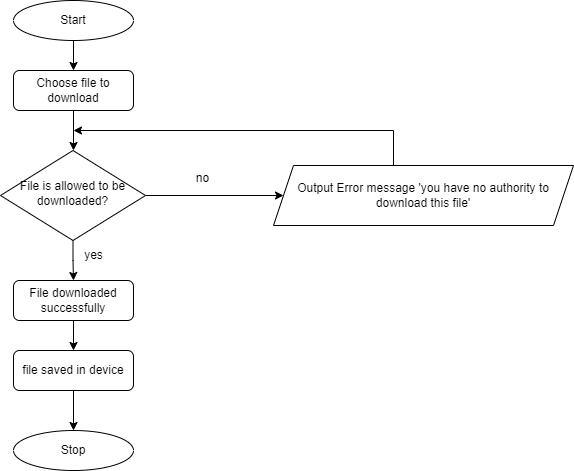 Start
Choose file to
download
File is allowed to be
downloaded?
no
Output Error message 'you have no authority to
download this file'
yes
File downloaded
successfully
file saved in device
Stop